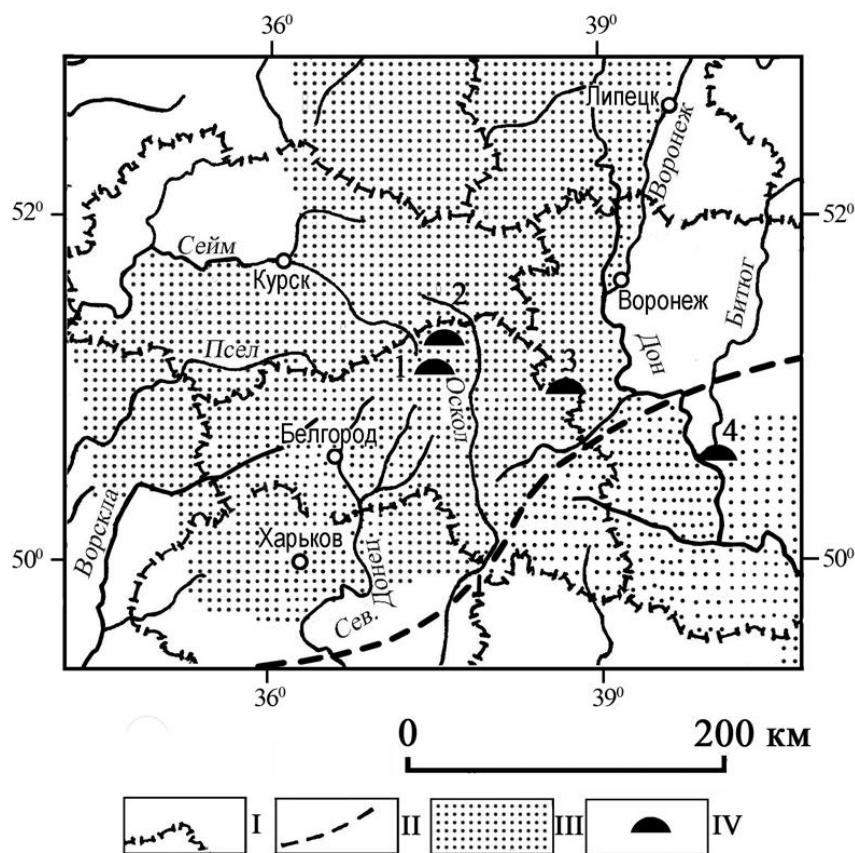 36⁰ 39⁰
Липецк
Воронеж
52⁰ 52⁰
Сейм
Курск
Воронеж
Битюг
2
Дон
Псел
1
3
Оскол
Белгород
4
Ворскла
Харьков
50⁰ 50⁰
Донец
Сев.
36⁰ 39⁰
0 200 км
I II III IV